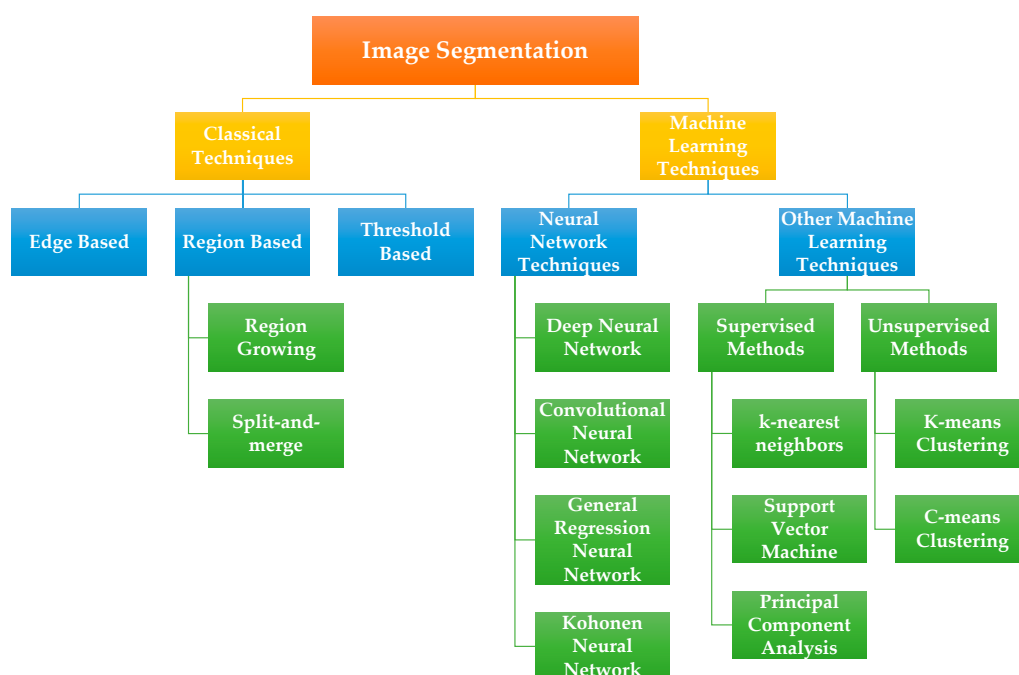 Image Segmentation
Classical
Techniques
Machine
Learning
Techniques
Edge Based
Region Based
Threshold
Based
Neural
Network
Techniques
Other Machine
Learning
Techniques
Region
Growing
Split-and-
merge
Deep Neural
Network
Convolutional
Neural
Network
General
Regression
Neural
Network
Kohonen
Neural
Network
Supervised
Methods
k-nearest
neighbors
Support
Vector
Machine
Principal
Component
Analysis
Unsupervised
Methods
K-means
Clustering
C-means
Clustering